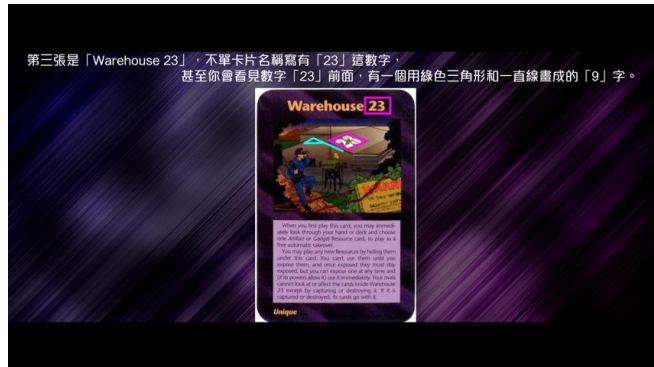 第三張是「Warehouse 23」，不單卡片名稱寫有「23」這數字，
甚至你會看見數字「23」前面，有一個用綠色三角形和一直線畫成的「9」字。
Warehouse 23
23
WARN
When you first play this card, you may immedi-
ately look through your hand or deck and choose
one Artifact or Gadget Resource card, to play as a
free automatic takeover.
You may play any new Resources by hiding them
under this card. You can't use them until you
expose them, and once exposed they must stay
exposed, but you can expose one at any time and
(if its powers allow it) use it immediately. Your rivals
cannot look at or affect the cards inside Warehouse
23 except by capturing or destroying it. If it is
captured or destroyed, its cards go with it.
Unique